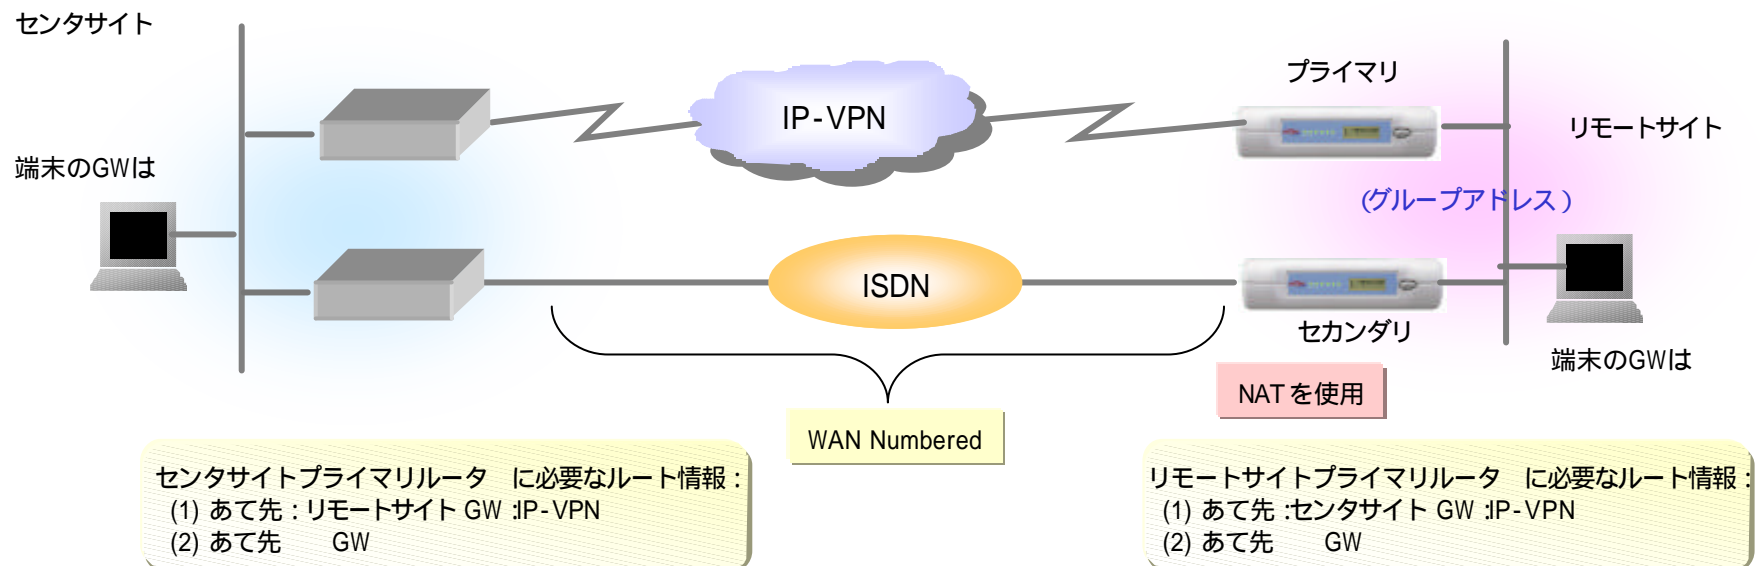 センタサイト
プライマリ
IP-VPN
リモートサイト
端末のGWは
(グループアドレス)
ISDN
セカンダリ
端末のGWは
NATを使用
WAN Numbered
センタサイトプライマリルータ　に必要なルート情報:
(1) あて先:リモートサイト GW:IP-VPN
(2) あて先　　GW
リモートサイトプライマリルータ　に必要なルート情報:
(1) あて先:センタサイト GW:IP-VPN
(2) あて先　　GW